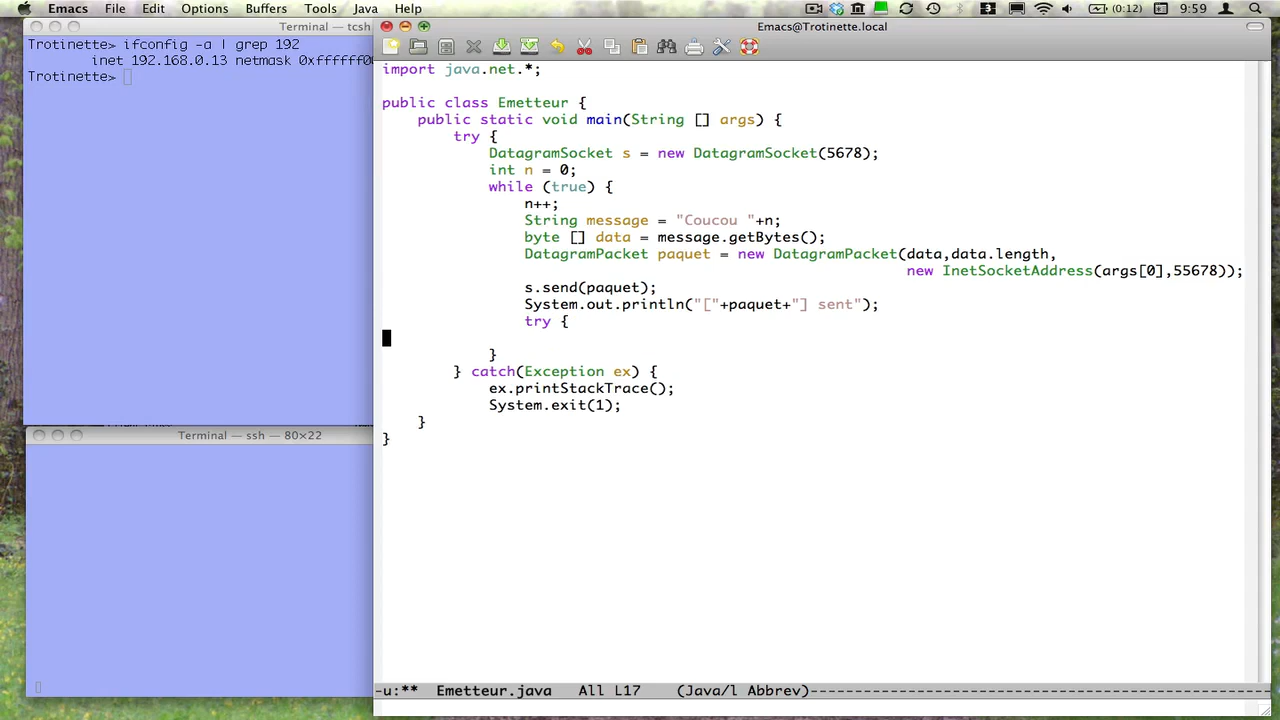 Emacs File Edit Options Buffers Tools Java Help
(0:12) 9:59
Terminal — tcsh
Trotinette> ifconfig -a | grep 192
inet 192.168.0.13 netmask 0xffffff0
Trotinette>
Terminal — ssh — 80×22
Emacs@Trotinette.local
import java.net.*;
public class Emetteur {
public static void main(String [] args) {
try {
DatagramSocket s = new DatagramSocket(5678);
int n = 0;
while (true) {
n++;
String message = "Coucou "+n;
byte [] data = message.getBytes();
DatagramPacket paquet = new DatagramPacket(data,data.length,
new InetSocketAddress(args[0],55678));
s.send(paquet);
System.out.println("["+paquet+"] sent");
try {
}
} catch(Exception ex) {
ex.printStackTrace();
System.exit(1);
}
}
-u:** Emetteur.java All L17 (Java/l Abbrev)